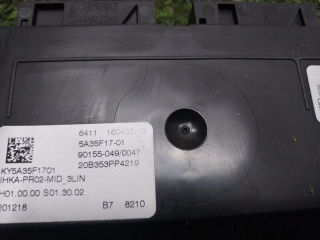 6411
5A35F17-01
90155-049/0047
20B353PP4219
KY5A35F1701
IHKA-PR02-MID_3LIN
H01.00.00 S01.30.02
201218 B7 8210